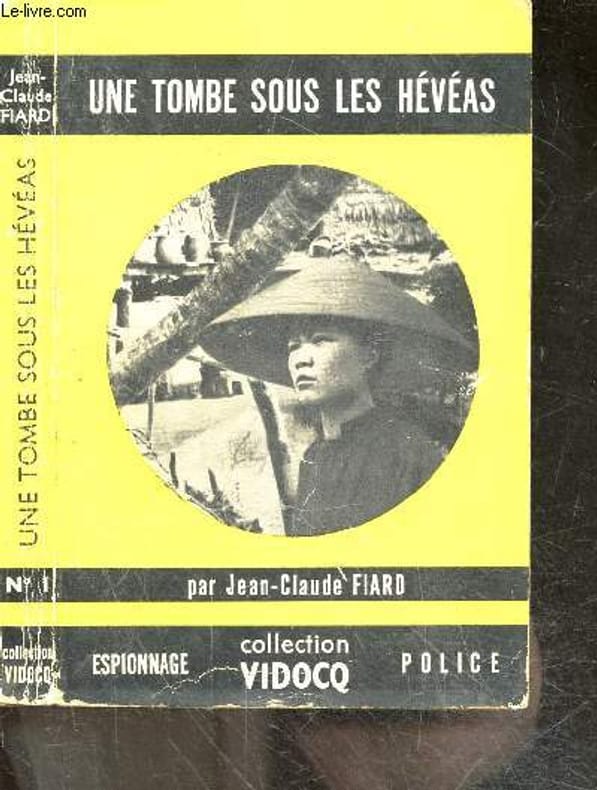 Le-livre.com
Jean-
Claude
FIARD
UNE TOMBE SOUS LES HÉVÉAS
N° 1
collection
VIDOCQ
UNE TOMBE SOUS LES HÉVÉAS
par Jean-Claude FIARD
ESPIONNAGE
collection
VIDOCQ
POLICE